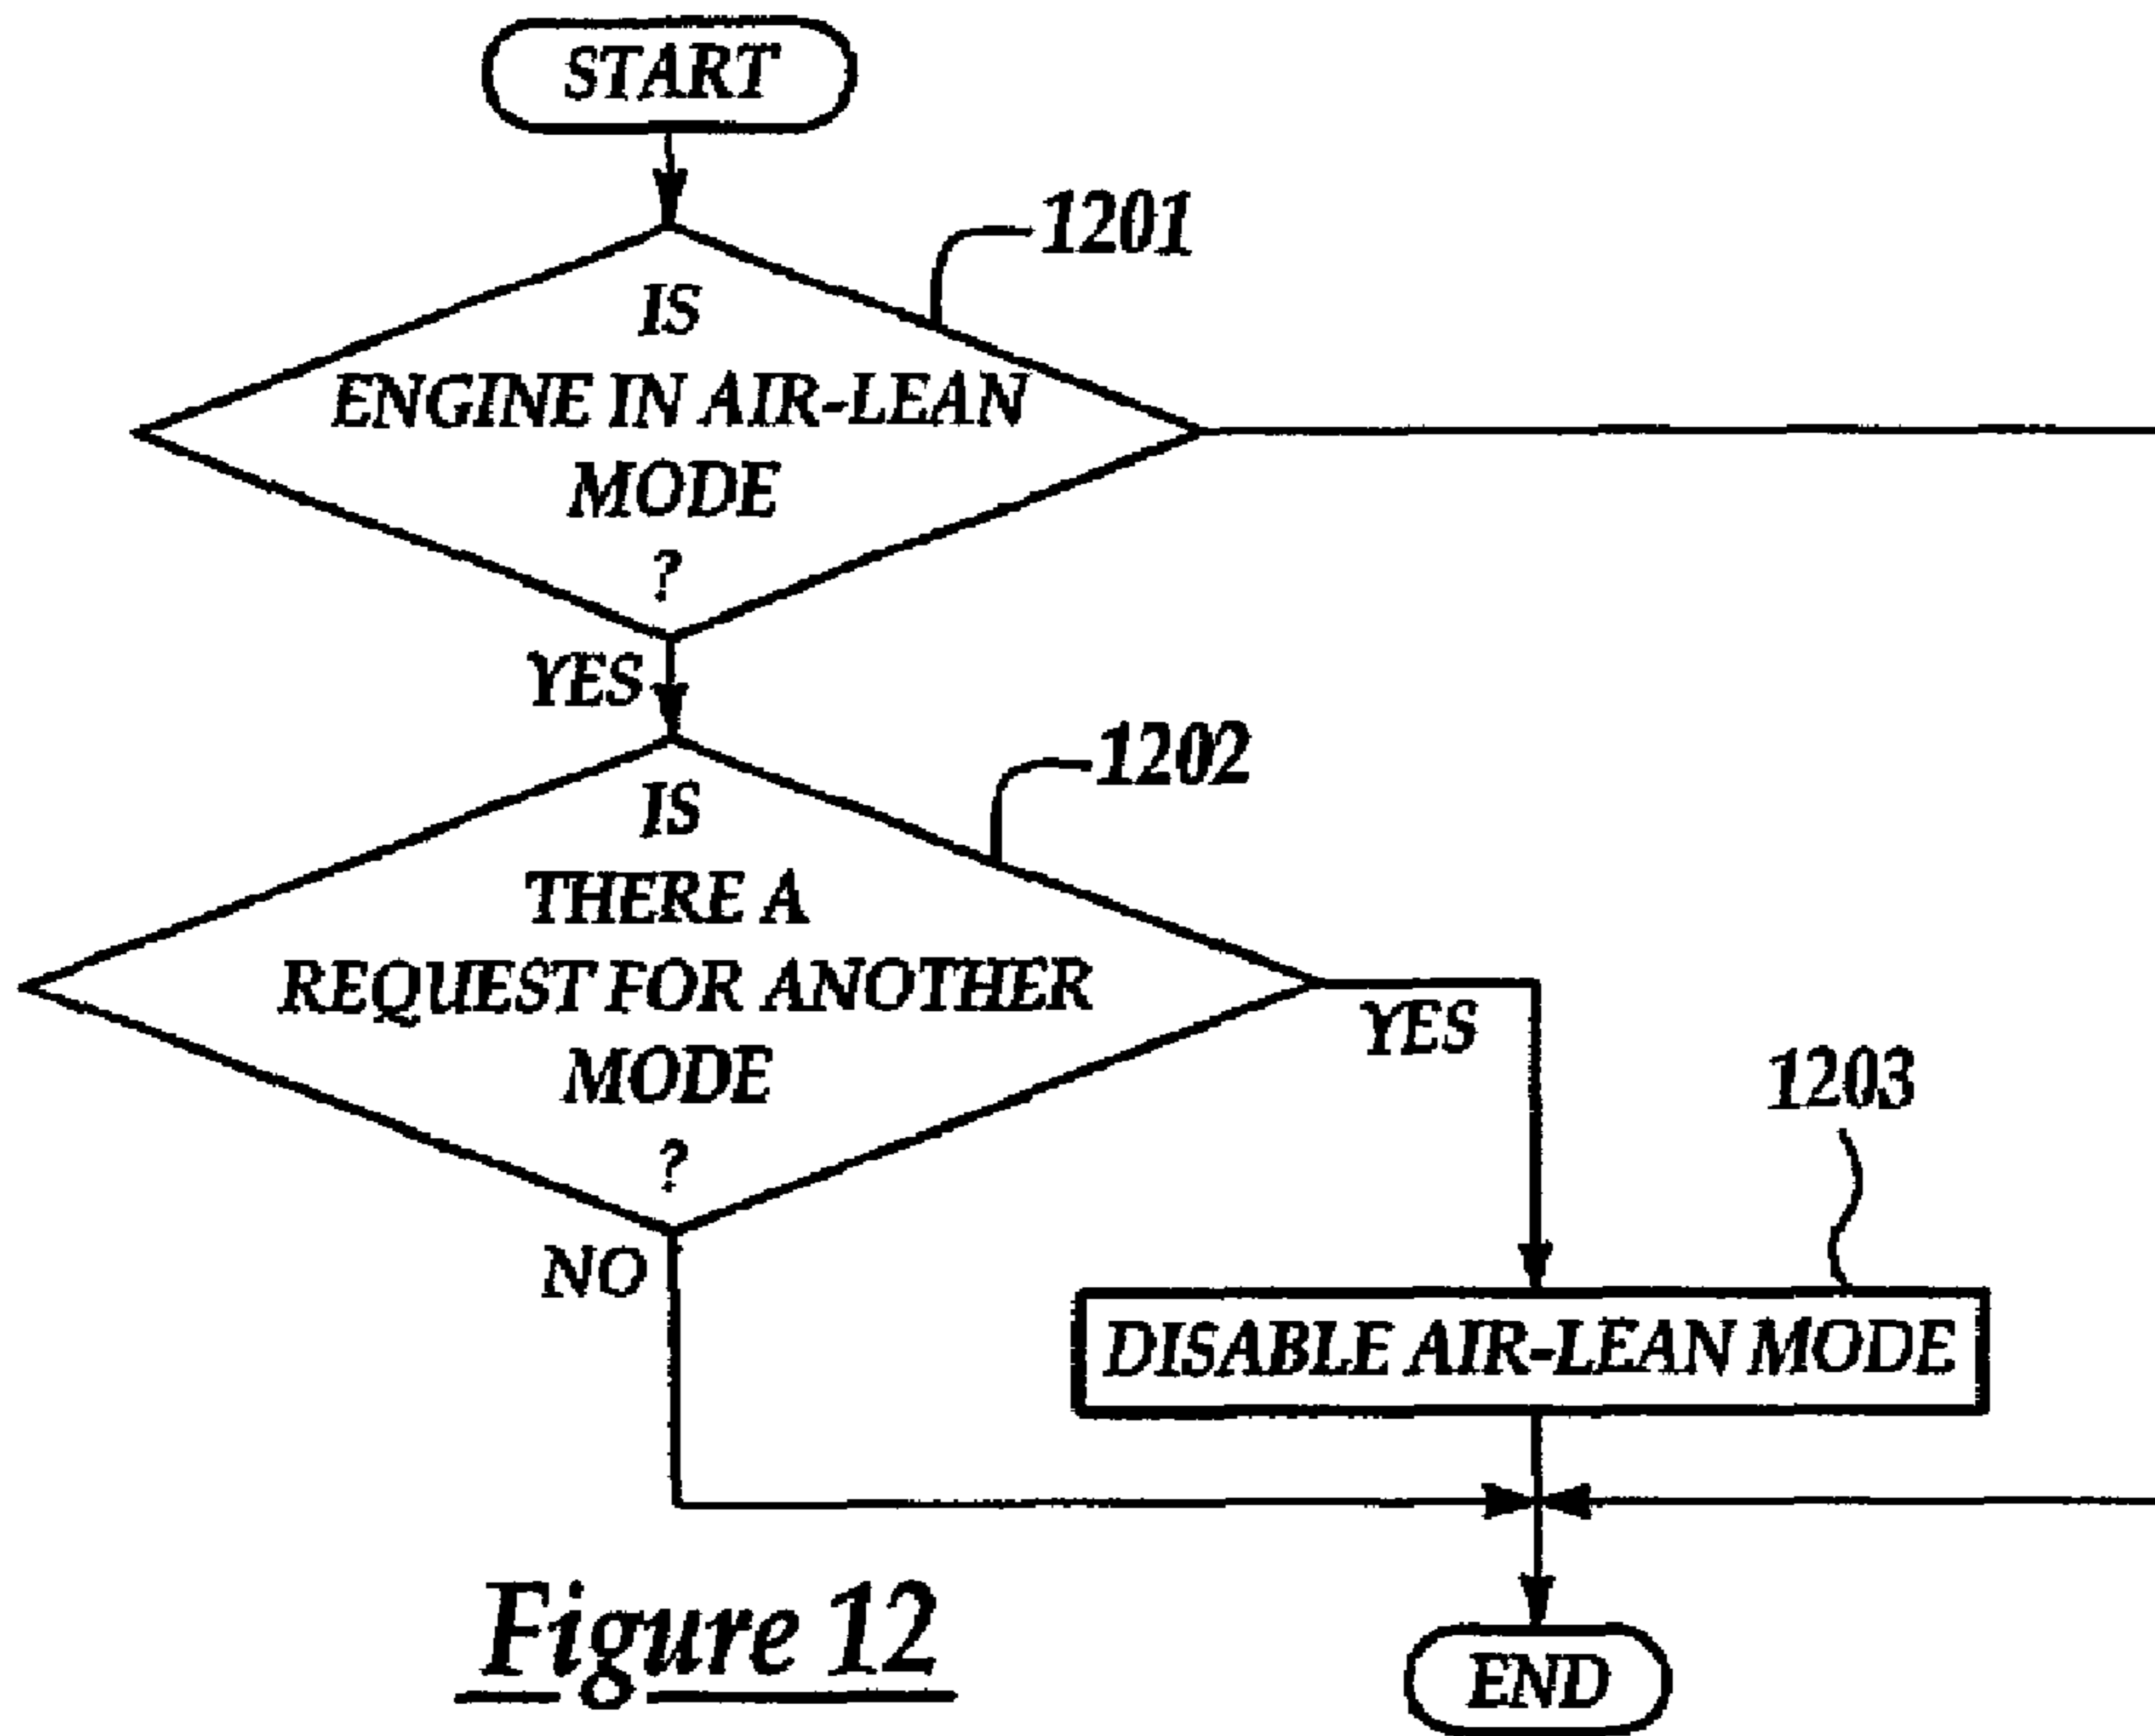 START
1201
IS
ENGINE IN AIR-LEAN
MODE
?
YES
1202
IS
THERE A
REQUEST FOR ANOTHER
MODE
?
YES
1203
NO
DISABLE AIR-LEAN MODE
Figure 12
END